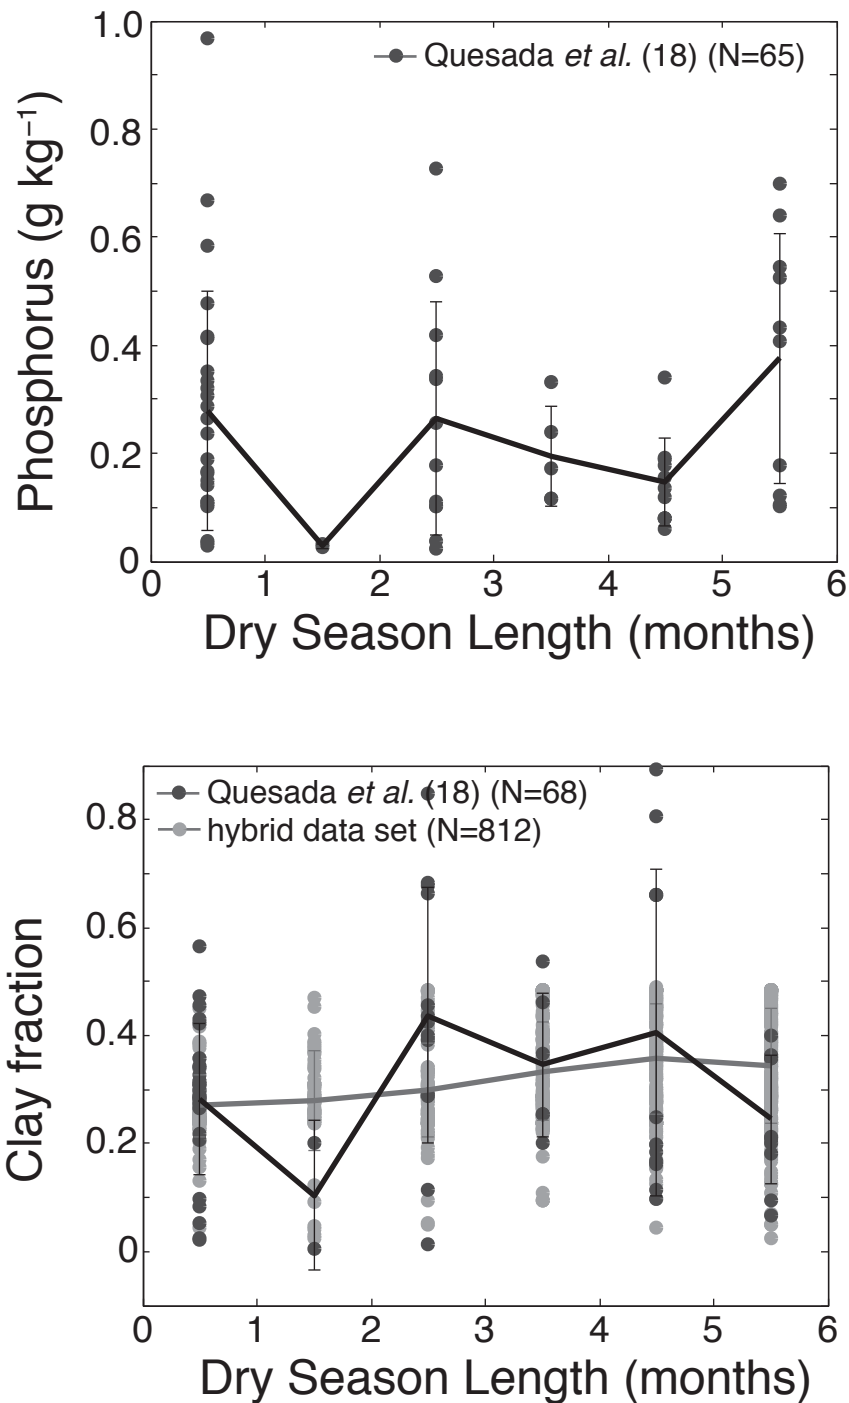 1.0
Quesada et al. (18) (N=65)
0.8
0.6
0.4
0.2
0
Phosphorus (g kg⁻¹)
0 1 2 3 4 5 6
Dry Season Length (months)
Quesada et al. (18) (N=68)
hybrid data set (N=812)
0.8
0.6
0.4
0.2
0
Clay fraction
0 1 2 3 4 5 6
Dry Season Length (months)